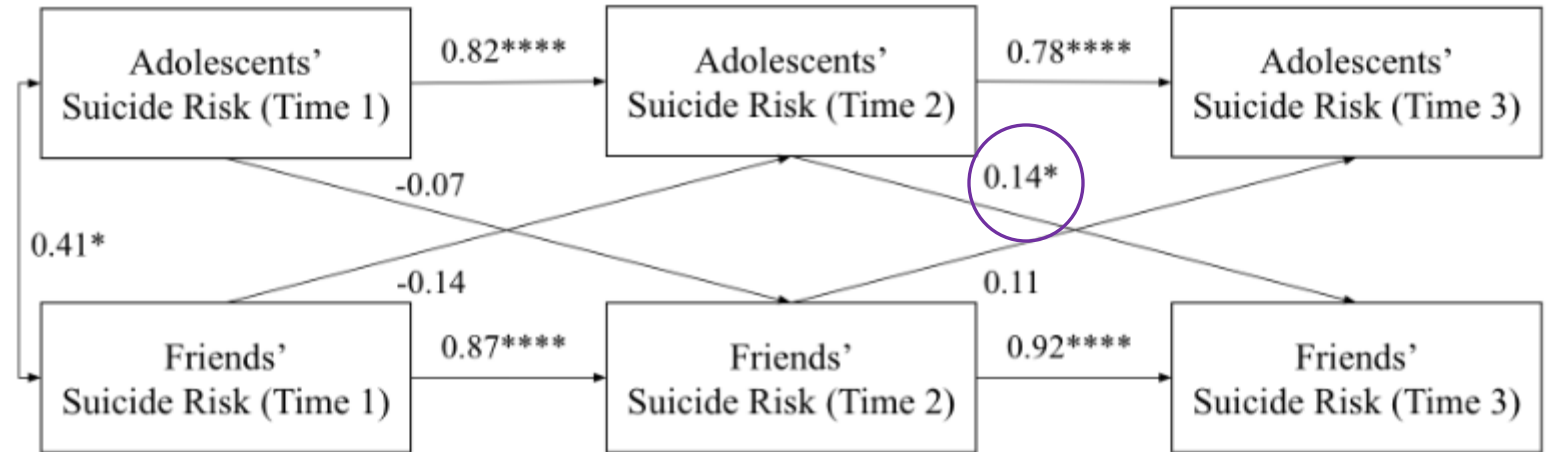 Adolescents’
Suicide Risk (Time 1)
0.82****
Adolescents’
Suicide Risk (Time 2)
0.78****
Adolescents’
Suicide Risk (Time 3)
-0.07
0.14*
0.41*
-0.14
0.11
Friends’
Suicide Risk (Time 1)
0.87****
Friends’
Suicide Risk (Time 2)
0.92****
Friends’
Suicide Risk (Time 3)